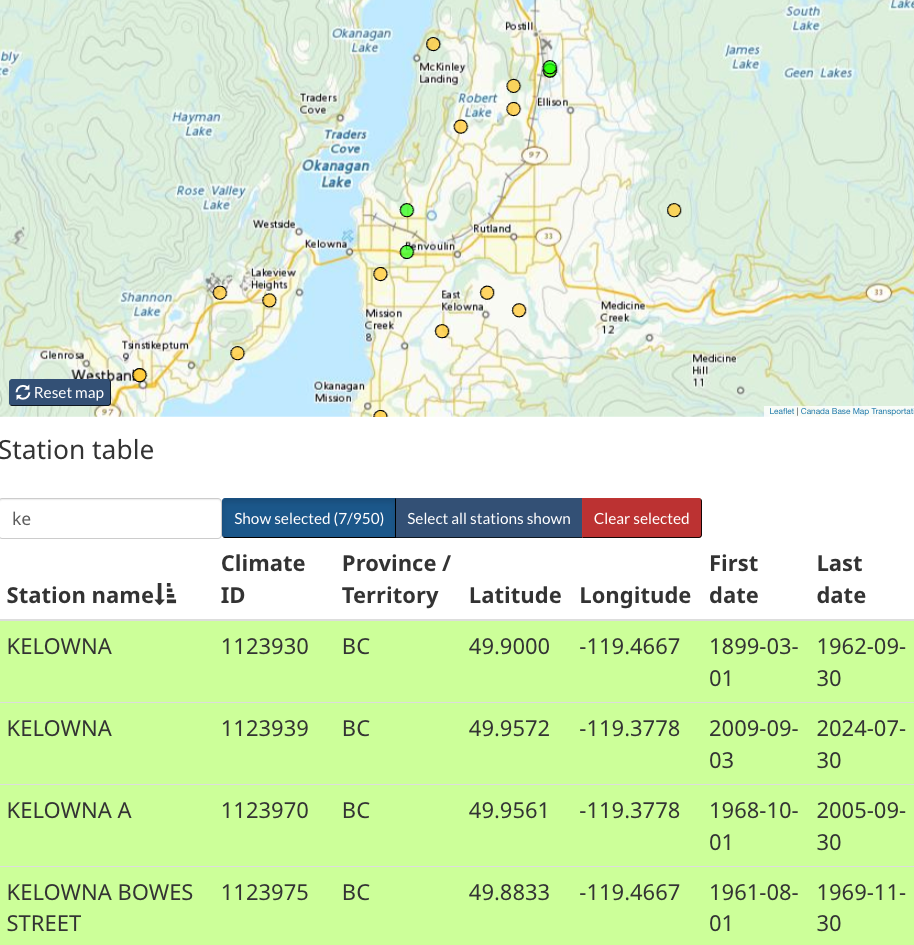 Postill
South
Lake
Lake
Okanagan
Lake
James
Lake
Geen Lakes
McKinley
Landing
bly
ke
Traders
Cove
Robert
Lake
Ellison
Hayman
Lake
Traders
Cove
Okanagan
Lake
97
Rose Valley
Lake
Westside
Rutland
33
Kelowna
Benvoulin
Lakeview
Heights
Shannon
Lake
East
Kelowna
33
Mission
Creek
8
Medicine
Creek
12
Tsinstikeptum
9
Glenrosa
Westbank
Medicine
Hill
11
Okanagan
Mission
Reset map
97
Leaflet | Canada Base Map Transportat
Station table
ke
Show selected (7/950) Select all stations shown Clear selected
Climate Province / First Last
Station name ID Territory Latitude Longitude date date
KELOWNA 1123930 BC 49.9000 -119.4667 1899-03- 1962-09-
01 30
KELOWNA 1123939 BC 49.9572 -119.3778 2009-09- 2024-07-
03 30
KELOWNA A 1123970 BC 49.9561 -119.3778 1968-10- 2005-09-
01 30
KELOWNA BOWES 1123975 BC 49.8833 -119.4667 1961-08- 1969-11-
STREET 01 30